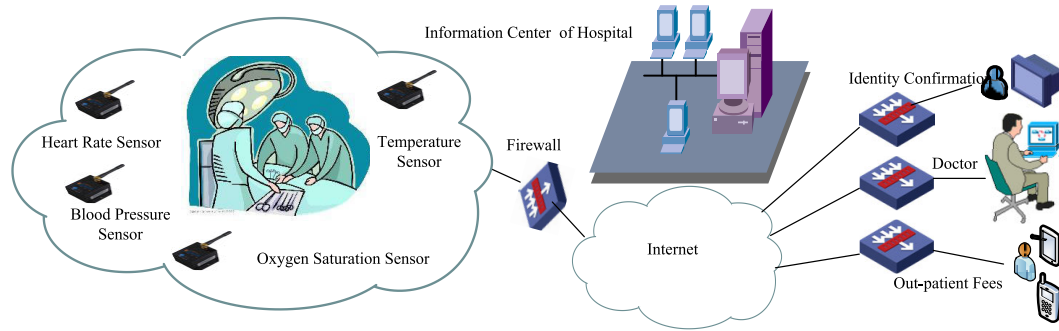 Information Center of Hospital
Heart Rate Sensor
Temperature
Sensor
Blood Pressure
Sensor
Oxygen Saturation Sensor
Firewall
Internet
Identity Confirmation
Doctor
Out-patient Fees